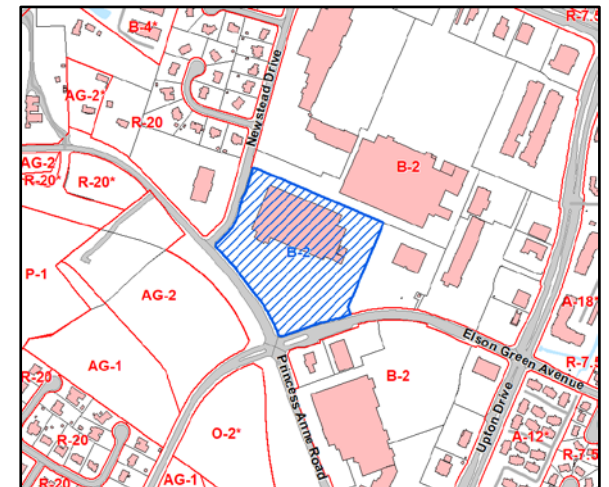 B-4*
R-7.5
AG-2*
R-20
Newstead Drive
AG-2
R-20*
R-20*
B-2
B-2
P-1
AG-2
A-18*
AG-1
Elson Green Avenue
R-7.5
R-20
B-2
Princess Anne Road
Upton Drive
O-2*
R-20
A-12*
R-7.5
R-20
AG-1